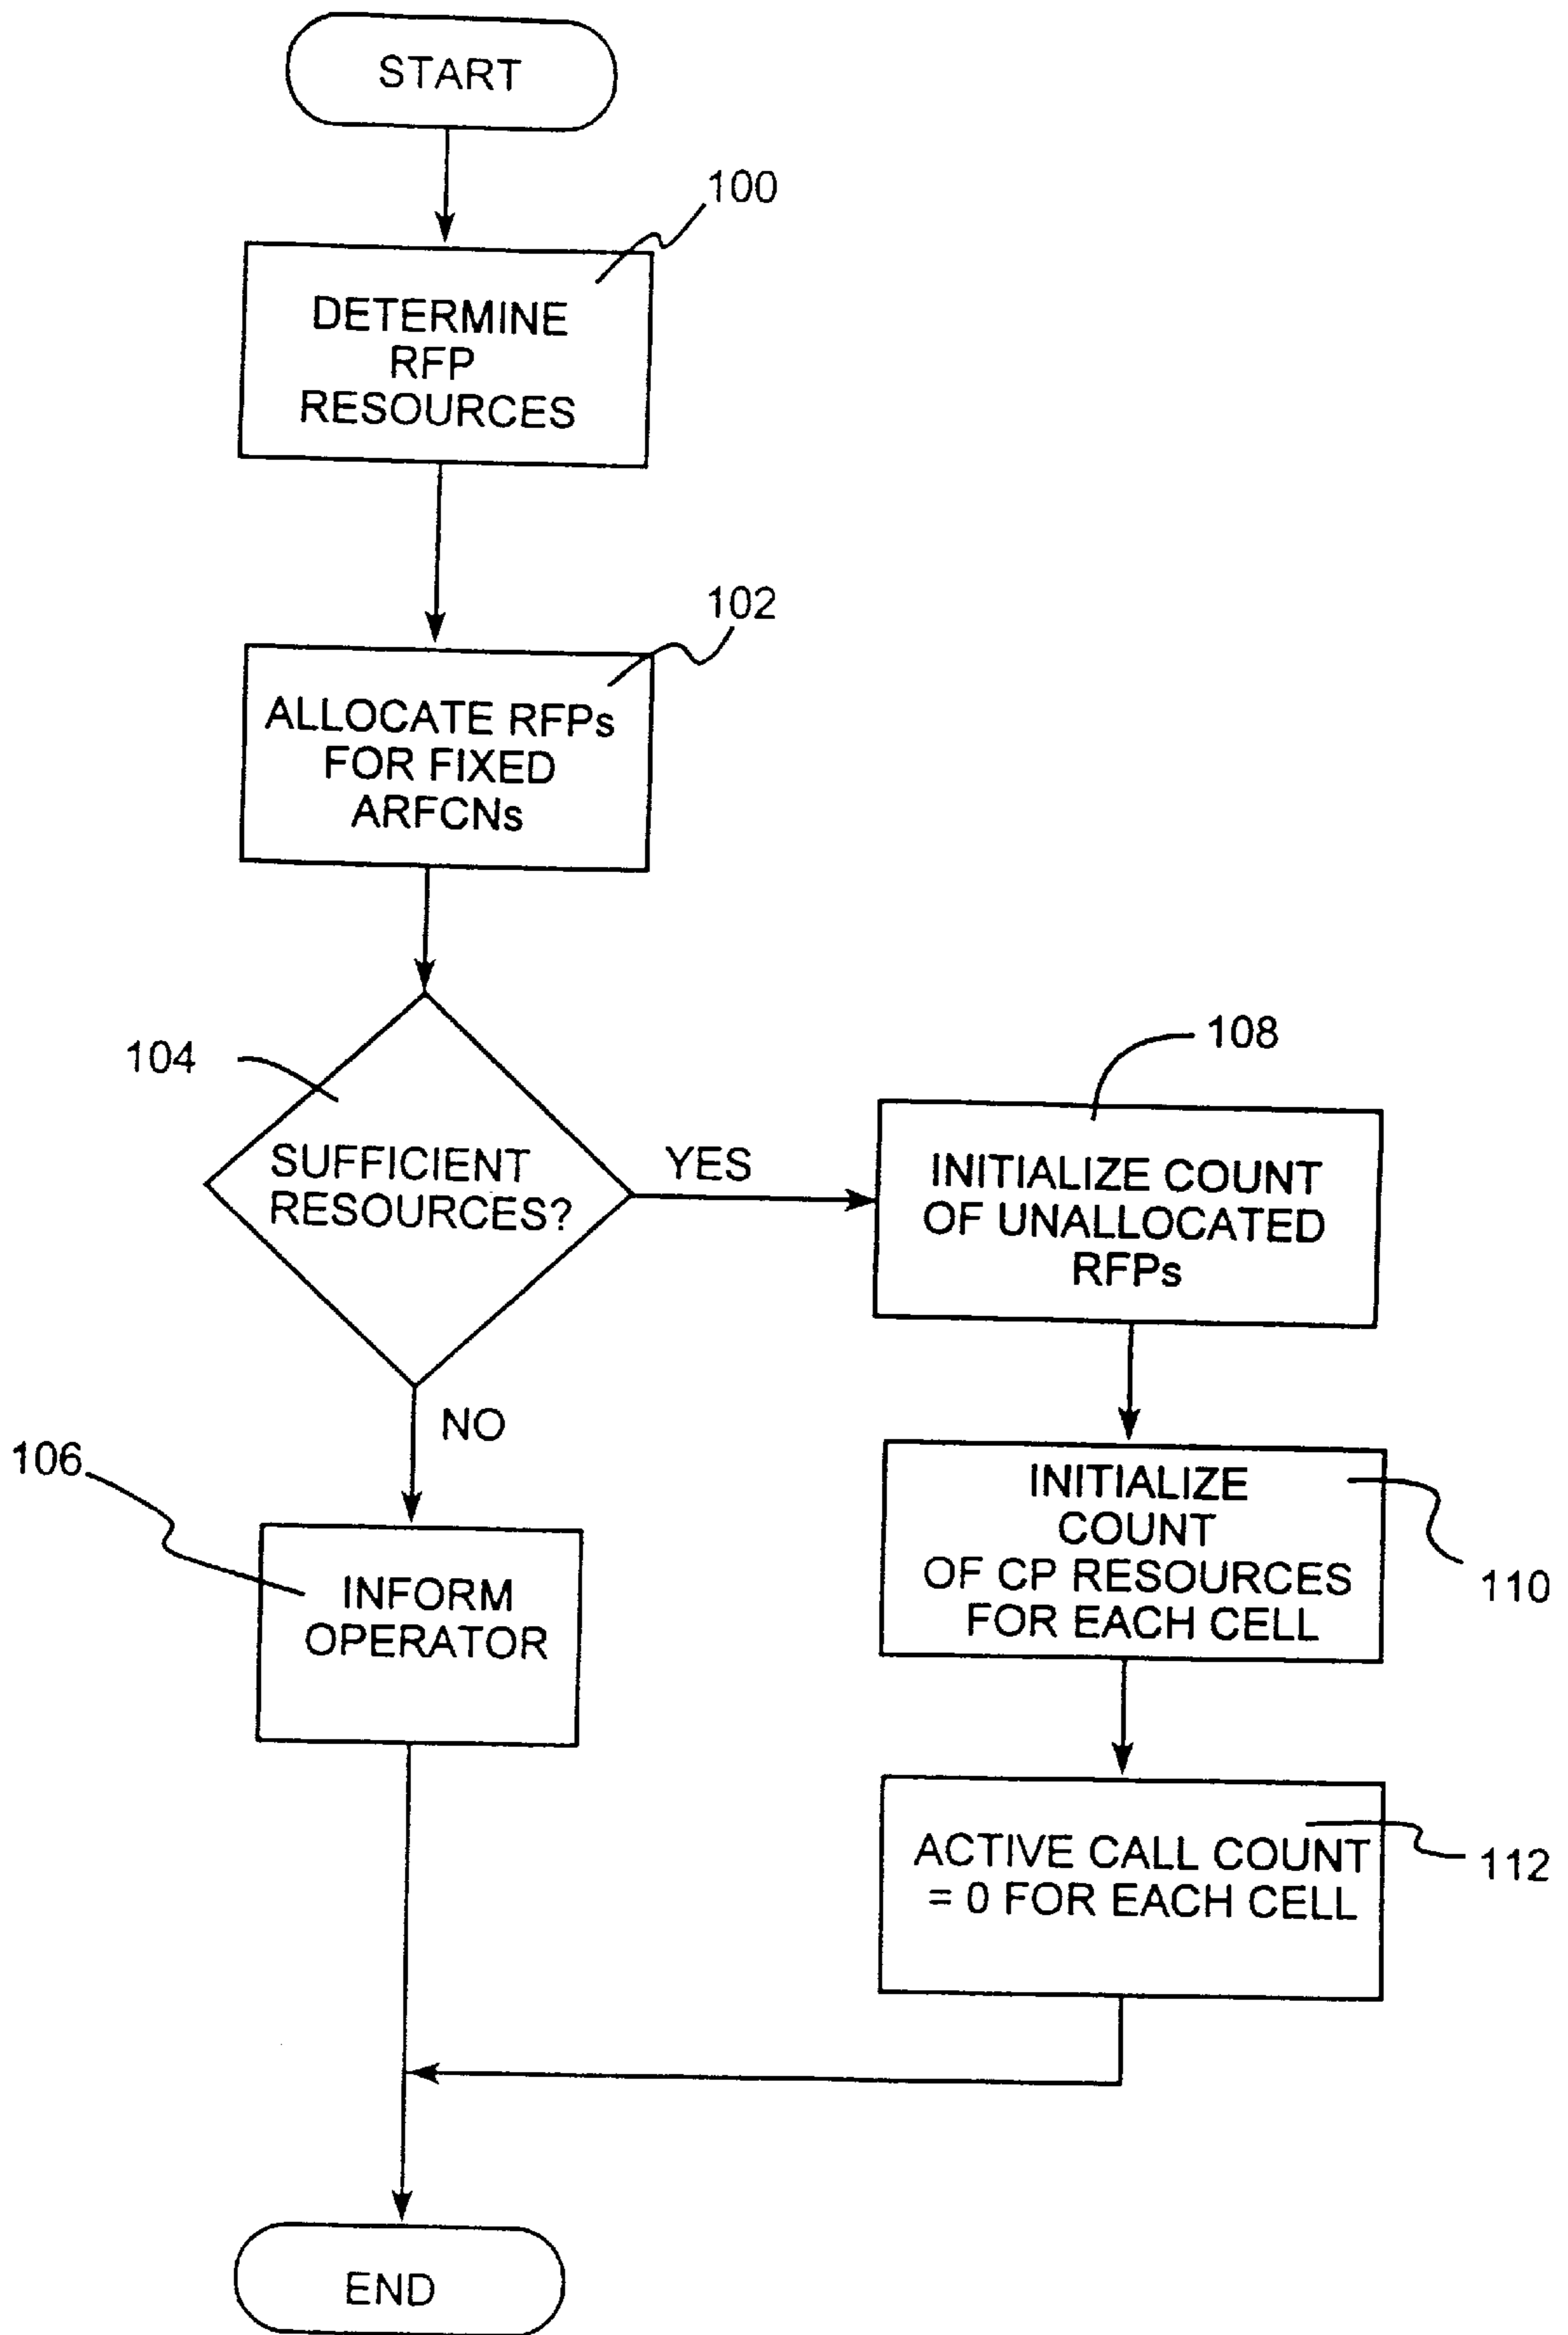 START
100
DETERMINE
RFP
RESOURCES
102
ALLOCATE RFPs
FOR FIXED
ARFCNs
104
SUFFICIENT
RESOURCES?
YES
NO
106
INFORM
OPERATOR
108
INITIALIZE COUNT
OF UNALLOCATED
RFPs
INITIALIZE
COUNT
OF CP RESOURCES
FOR EACH CELL
110
ACTIVE CALL COUNT
= 0 FOR EACH CELL
112
END